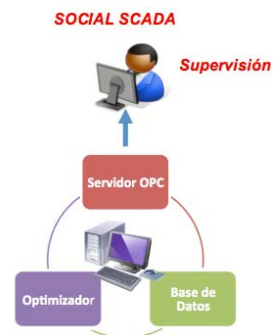 SOCIAL SCADA
Supervisión
Servidor OPC
Optimizador
Base de
Datos